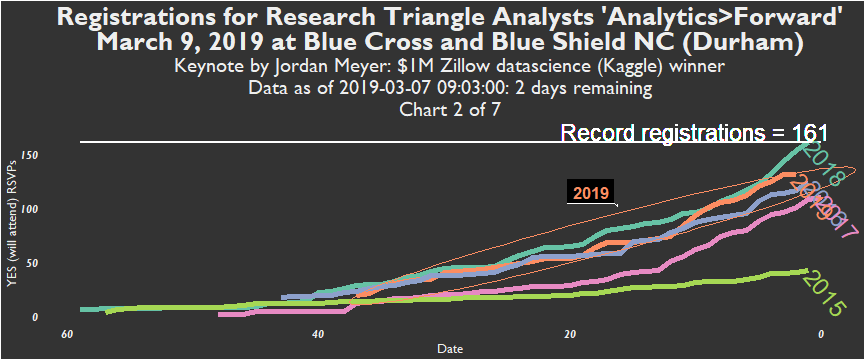 Registrations for Research Triangle Analysts 'Analytics>Forward'
March 9, 2019 at Blue Cross and Blue Shield NC (Durham)
Keynote by Jordan Meyer: $1M Zillow datascience (Kaggle) winner
Data as of 2019-03-07 09:03:00: 2 days remaining
Chart 2 of 7
Record registrations = 161
YES (will attend) RSVPs
150
100
50
0
2019
2018
2019
2017
2015
60
40
20
0
Date